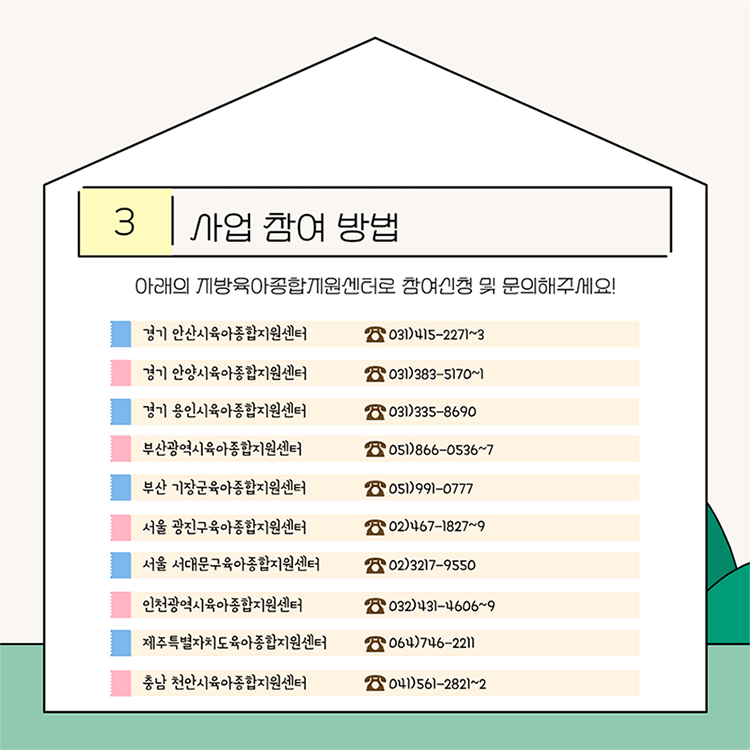 3 사업 참여 방법
아래의 지방육아종합지원센터로 참여신청 및 문의해주세요!
경기 안산시육아종합지원센터 ☎031)415-2271~3
경기 안양시육아종합지원센터 ☎031)383-5170~1
경기 용인시육아종합지원센터 ☎031)335-8690
부산광역시육아종합지원센터 ☎051)866-0536~7
부산 기장군육아종합지원센터 ☎051)991-0777
서울 광진구육아종합지원센터 ☎02)467-1827~9
서울 서대문구육아종합지원센터 ☎02)3217-9550
인천광역시육아종합지원센터 ☎032)431-4606~9
제주특별자치도육아종합지원센터 ☎064)746-2211
충남 천안시육아종합지원센터 ☎041)561-2821~2